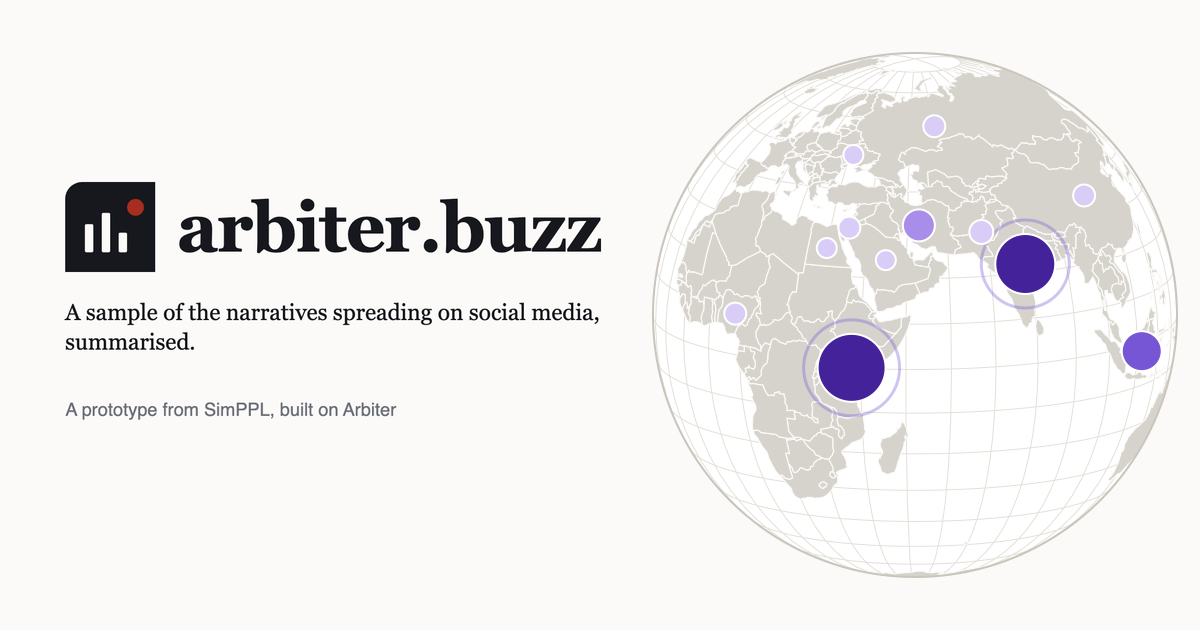 arbiter.buzz
A sample of the narratives spreading on social media,
summarised.
A prototype from SimPPL, built on Arbiter